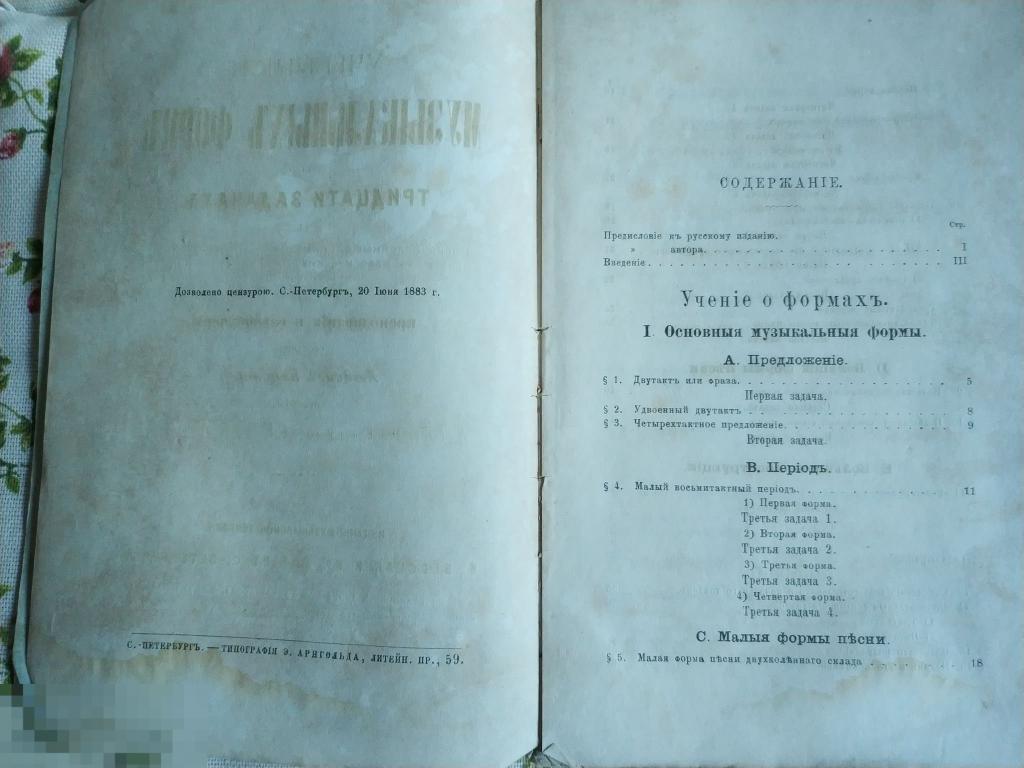 Дозволено цензурою. С.-Петербургъ, 20 Іюня 1883 г.
С.-ПЕТЕРБУРГЪ. — ТИПОГРАФІЯ Э. АРНГОЛЬДА, ЛИТЕЙН. ПР., 59.
СОДЕРЖАНІЕ.
Стр.
Предисловіе къ русскому изданію.
» автора. I
Введеніе. III
Ученіе о формахъ.
I. Основныя музыкальныя формы.
А. Предложеніе.
§ 1. Двутактъ или фраза. 5
Первая задача.
§ 2. Удвоенный двутактъ 8
§ 3. Четырехтактное предложеніе. 9
Вторая задача.
В. Періодъ.
§ 4. Малый восьмитактный періодъ. 11
1) Первая форма.
Третья задача 1.
2) Вторая форма.
Третья задача 2.
3) Третья форма.
Третья задача 3.
4) Четвертая форма.
Третья задача 4.
С. Малыя формы пѣсни.
§ 5. Малая форма пѣсни двухколѣннаго склада 18